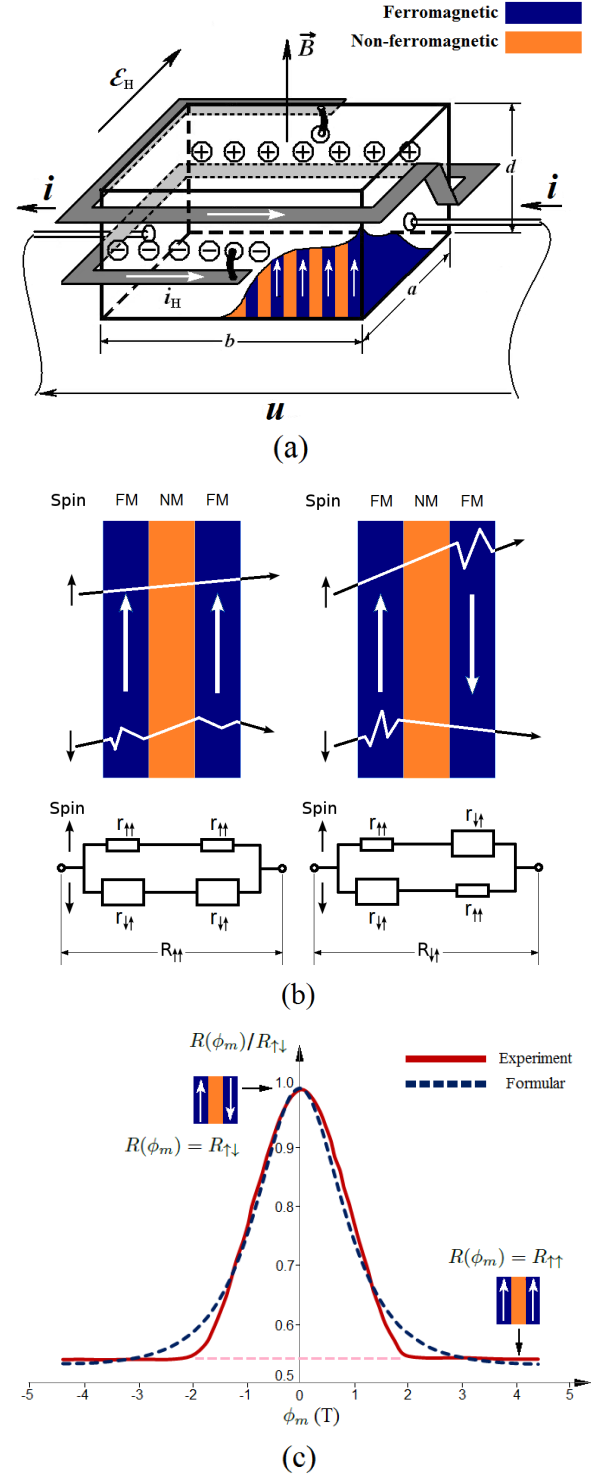 Ferromagnetic
Non-ferromagnetic
ℰ_H
B⃗
d
i
i
i_H
a
b
u
(a)
Spin FM NM FM
Spin FM NM FM
Spin r↑↑ r↑↑
r↓↑ r↓↑
R↑↑
Spin r↑↑ r↓↑
r↓↑ r↑↑
R↓↑
(b)
R(ϕ_m)/R↑↓
Experiment
Formular
1.0
R(ϕ_m) = R↑↓
0.9
0.8
0.7
R(ϕ_m) = R↑↑
0.6
0.5
-5 -4 -3 -2 -1 0 1 2 3 4 5
ϕ_m (T)
(c)